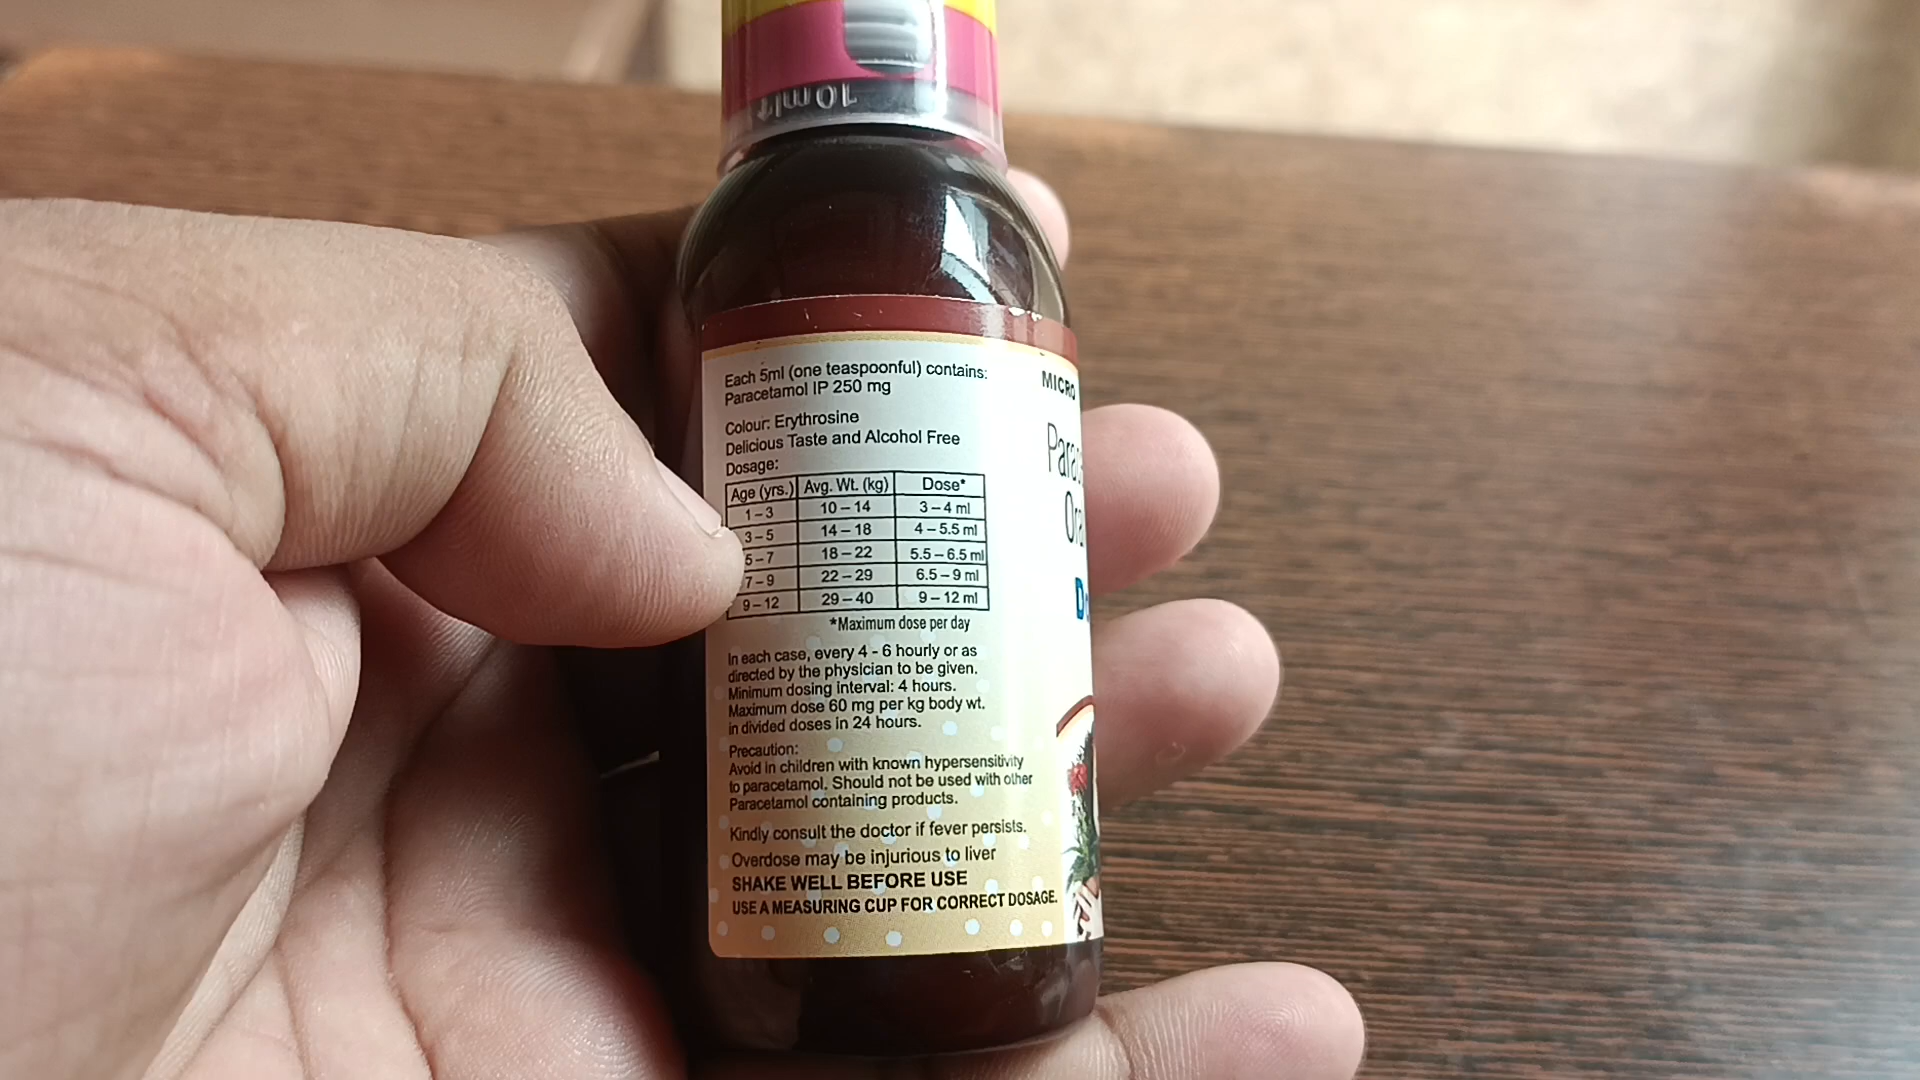 10 ml
Each 5ml (one teaspoonful) contains:
Paracetamol IP 250 mg
Colour: Erythrosine
Delicious Taste and Alcohol Free
Dosage:
Age (yrs.) Avg. Wt. (kg) Dose*
1–3 10–14 3–4 ml
3–5 14–18 4–5.5 ml
5–7 18–22 5.5–6.5 ml
7–9 22–29 6.5–9 ml
9–12 29–40 9–12 ml
*Maximum dose per day
In each case, every 4 - 6 hourly or as
directed by the physician to be given.
Minimum dosing interval: 4 hours.
Maximum dose 60 mg per kg body wt.
in divided doses in 24 hours.
Precaution:
Avoid in children with known hypersensitivity
to paracetamol. Should not be used with other
Paracetamol containing products.
Kindly consult the doctor if fever persists.
Overdose may be injurious to liver
SHAKE WELL BEFORE USE
USE A MEASURING CUP FOR CORRECT DOSAGE.
MICRO